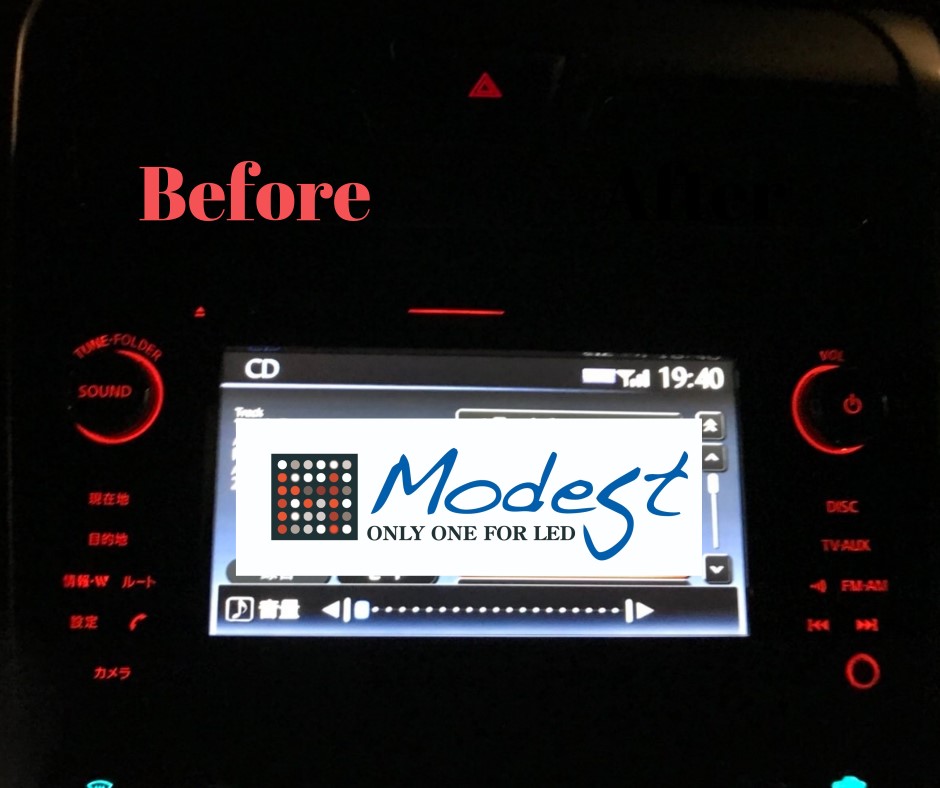 Before
TUNE•FOLDER
VOL
SOUND
CD
19:40
Track
Modest
ONLY ONE FOR LED
現在地
目的地
情報•W ルート
設定
カメラ
DISC
TV•AUX
FM•AM
音量